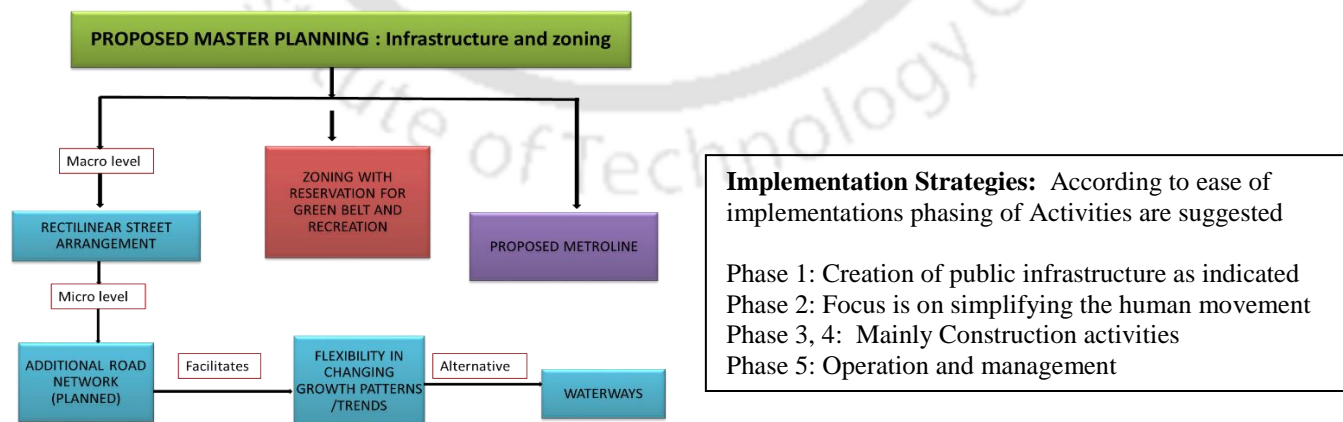 PROPOSED MASTER PLANNING : Infrastructure and zoning
Macro level
RECTILINEAR STREET
ARRANGEMENT
Micro level
ADDITIONAL ROAD
NETWORK
(PLANNED)
Facilitates
FLEXIBILITY IN
CHANGING
GROWTH PATTERNS
/TRENDS
Alternative
WATERWAYS
ZONING WITH
RESERVATION FOR
GREEN BELT AND
RECREATION
PROPOSED METROLINE
Implementation Strategies: According to ease of
implementations phasing of Activities are suggested
Phase 1: Creation of public infrastructure as indicated
Phase 2: Focus is on simplifying the human movement
Phase 3, 4: Mainly Construction activities
Phase 5: Operation and management
of Technology